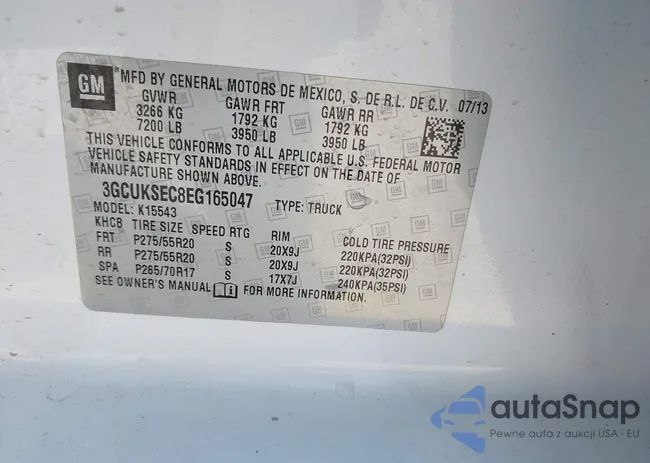 GM
MFD BY GENERAL MOTORS DE MEXICO, S. DE R.L. DE C.V. 07/13
GVWR GAWR FRT GAWR RR
3266 KG 1792 KG 1792 KG
7200 LB 3950 LB 3950 LB
THIS VEHICLE CONFORMS TO ALL APPLICABLE U.S. FEDERAL MOTOR
VEHICLE SAFETY STANDARDS IN EFFECT ON THE DATE OF
MANUFACTURE SHOWN ABOVE.
3GCUKSEC8EG165047 TYPE: TRUCK
MODEL: K15543
KHCB TIRE SIZE SPEED RTG RIM COLD TIRE PRESSURE
FRT P275/55R20 S 20X9J 220KPA(32PSI)
RR P275/55R20 S 20X9J 220KPA(32PSI)
SPA P265/70R17 S 17X7J 240KPA(35PSI)
SEE OWNER'S MANUAL FOR MORE INFORMATION.
autaSnap
Pewne auta z aukcji USA i EU